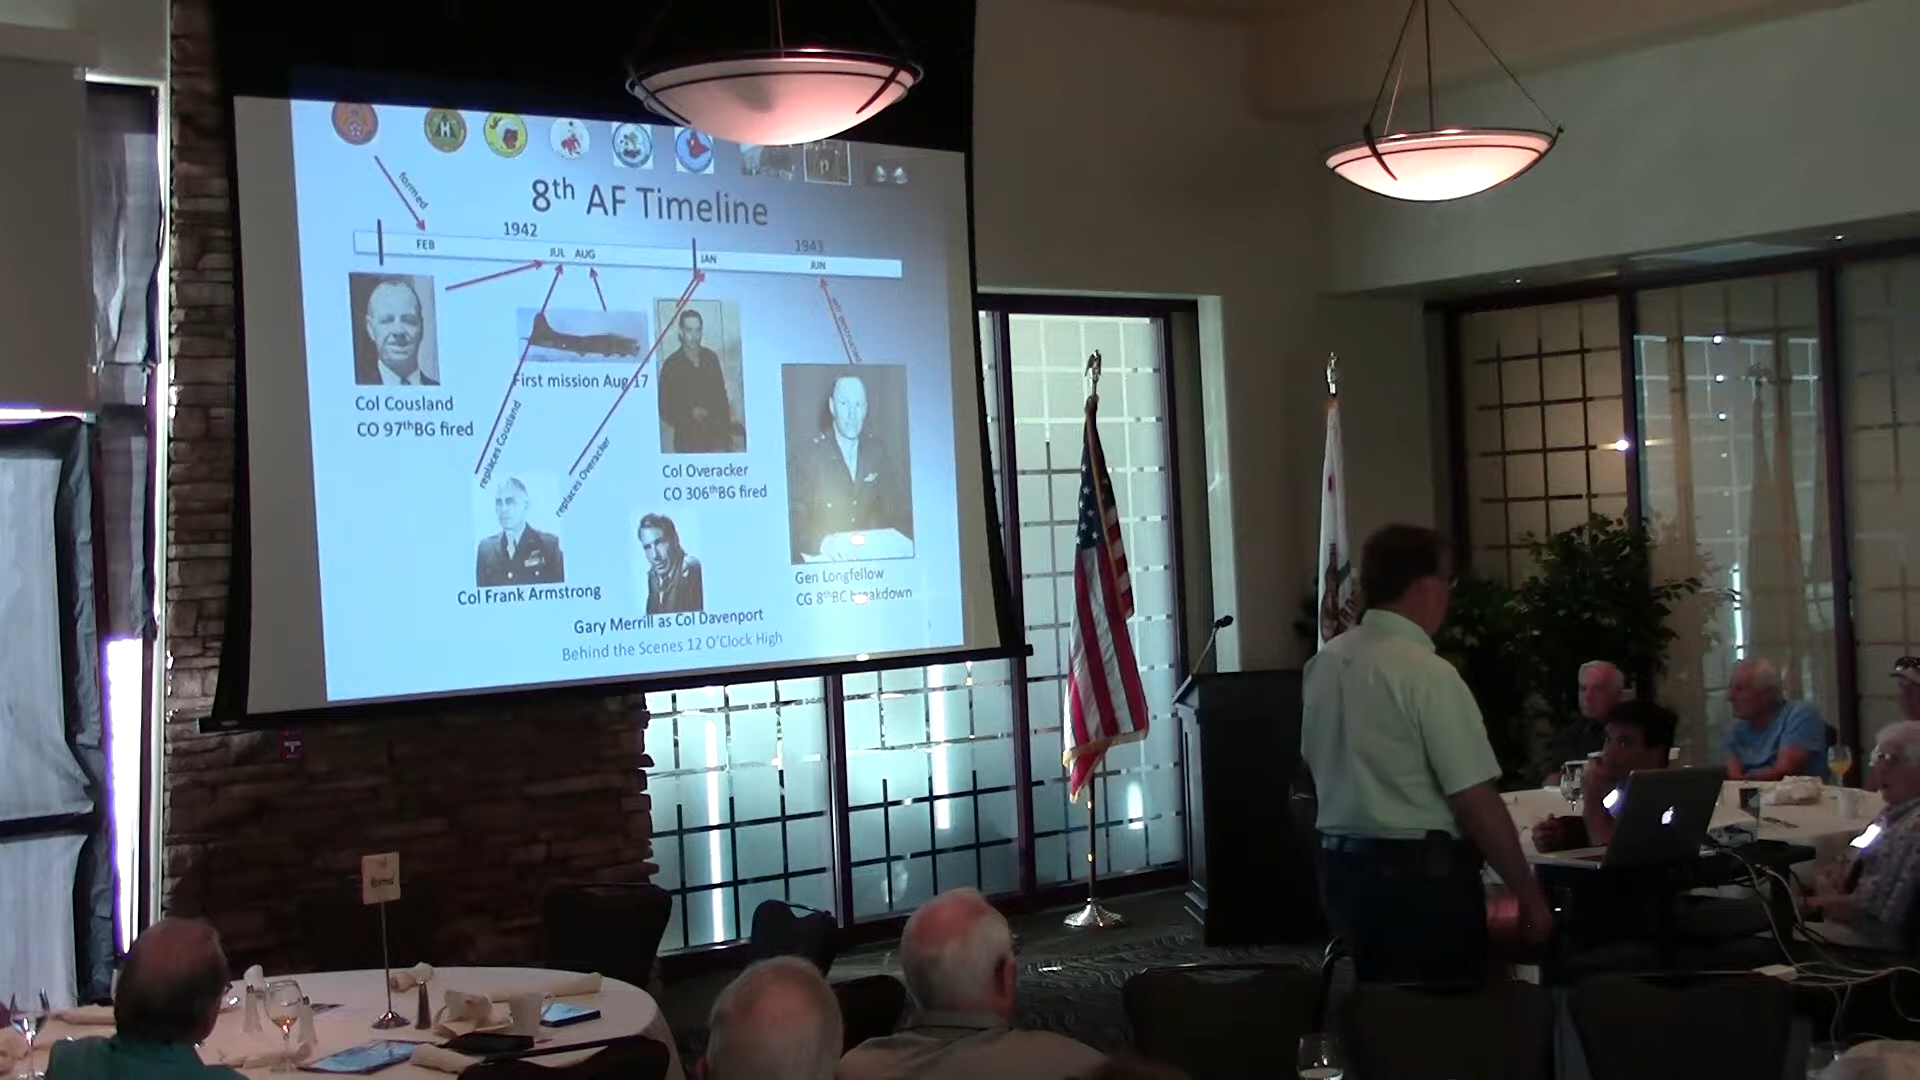 formed
8th AF Timeline
1942
1943
FEB
JUL AUG
JAN
JUN
First mission Aug 17
Col Cousland
CO 97thBG fired
replaces Cousland
replaces Overacker
Col Overacker
CO 306thBG fired
Col Frank Armstrong
Gary Merrill as Col Davenport
Gen Longfellow
CG 8thBC breakdown
Behind the Scenes 12 O'Clock High
5